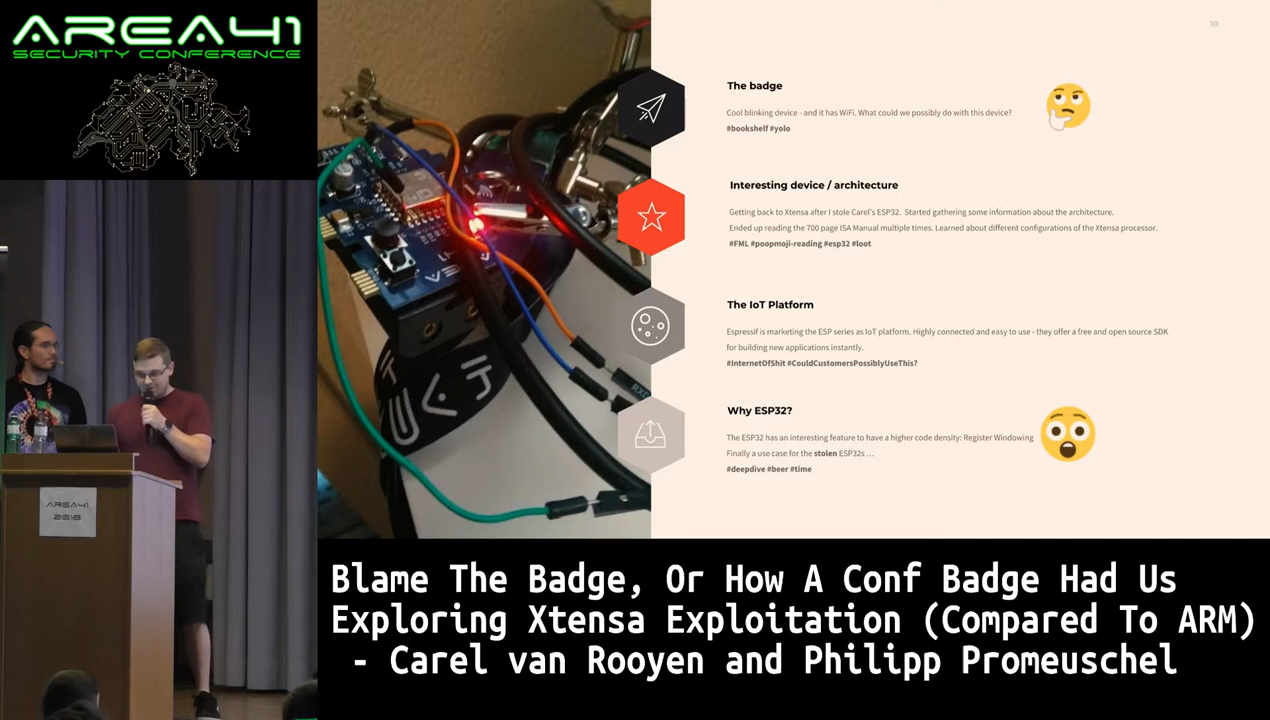 AREA41
SECURITY CONFERENCE
10
The badge
Cool blinking device - and it has WiFi. What could we possibly do with this device?
#bookshelf #yolo
Interesting device / architecture
Getting back to Xtensa after I stole Carel's ESP32. Started gathering some information about the architecture.
Ended up reading the 700 page ISA Manual multiple times. Learned about different configurations of the Xtensa processor.
#FML #poopmoji-reading #esp32 #loot
The IoT Platform
Espressif is marketing the ESP series as IoT platform. Highly connected and easy to use - they offer a free and open source SDK
for building new applications instantly.
#InternetOfShit #CouldCustomersPossiblyUseThis?
Why ESP32?
The ESP32 has an interesting feature to have a higher code density: Register Windowing
Finally a use case for the stolen ESP32s ...
#deepdive #beer #time
AREA41
2018
Blame The Badge, Or How A Conf Badge Had Us
Exploring Xtensa Exploitation (Compared To ARM)
- Carel van Rooyen and Philipp Promeuschel